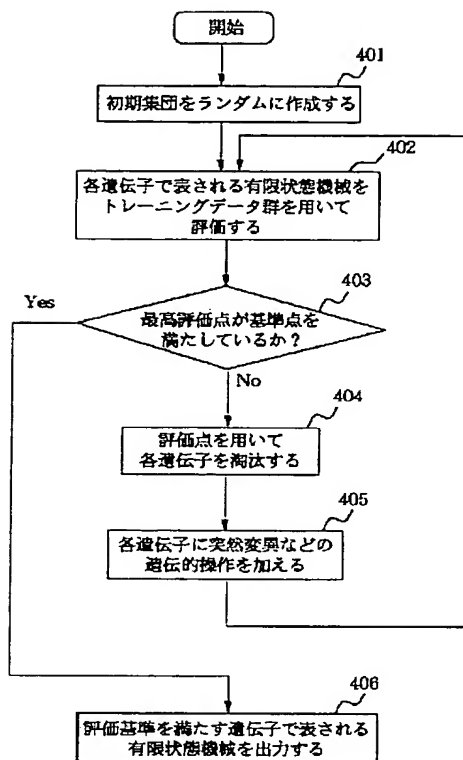 開始
401
初期集団をランダムに作成する
402
各遺伝子で表される有限状態機械を
トレーニングデータ群を用いて
評価する
403
Yes
最高評価点が基準点を
満たしているか？
No
404
評価点を用いて
各遺伝子を淘汰する
405
各遺伝子に突然変異などの
遺伝的操作を加える
406
評価基準を満たす遺伝子で表される
有限状態機械を出力する